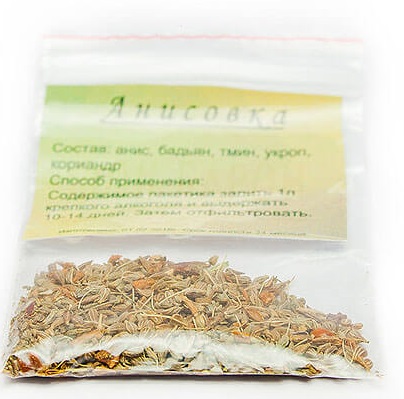 Анисовка
Состав: анис, бадьян, тмин, укроп,
кориандр
Способ применения:
Содержимое пакетика залить 1л
крепкого алкоголя и выдержать
10-14 дней. Затем отфильтровать.